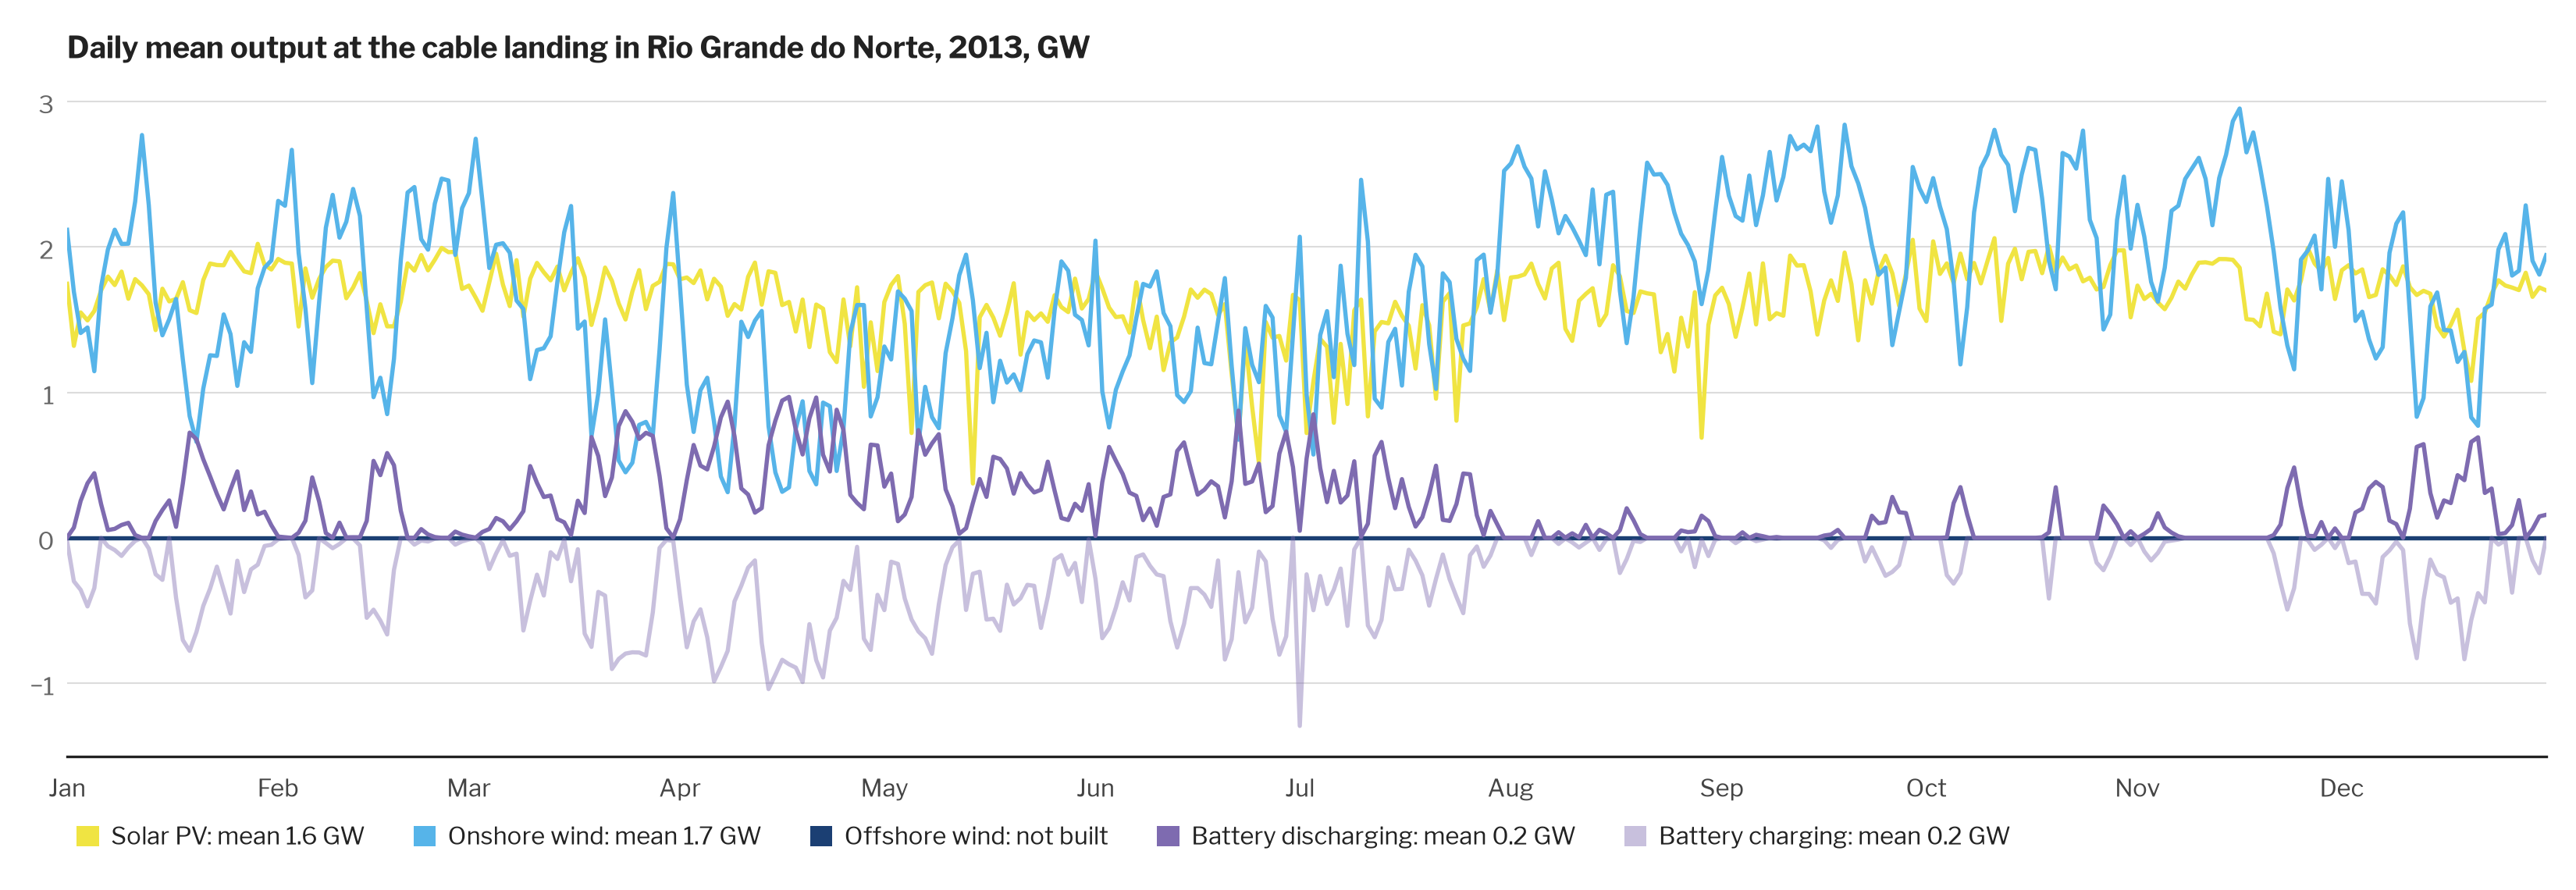 Daily mean output at the cable landing in Rio Grande do Norte, 2013, GW
3
2
1
0
−1
Jan Feb Mar Apr May Jun Jul Aug Sep Oct Nov Dec
Solar PV: mean 1.6 GW Onshore wind: mean 1.7 GW Offshore wind: not built Battery discharging: mean 0.2 GW Battery charging: mean 0.2 GW